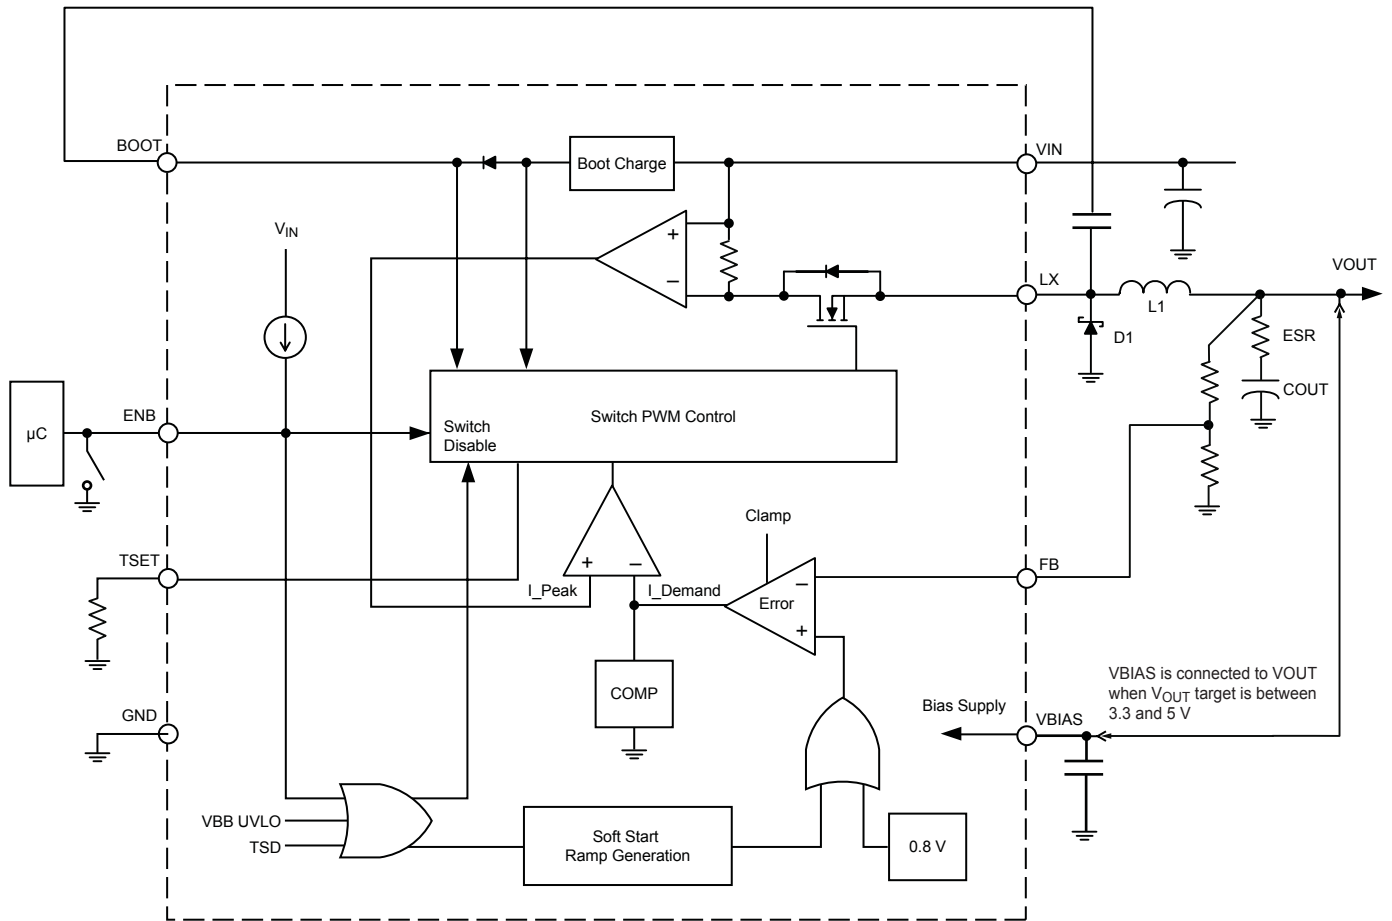 BOOT
Boot Charge
VIN
VIN
+
−
LX
VOUT
L1
D1
ESR
COUT
µC
ENB
Switch
Disable
Switch PWM Control
Clamp
TSET
+
−
I_Peak
I_Demand
−
Error
+
FB
COMP
GND
Bias Supply
VBIAS
VBIAS is connected to VOUT
when VOUT target is between
3.3 and 5 V
VBB UVLO
TSD
Soft Start
Ramp Generation
0.8 V